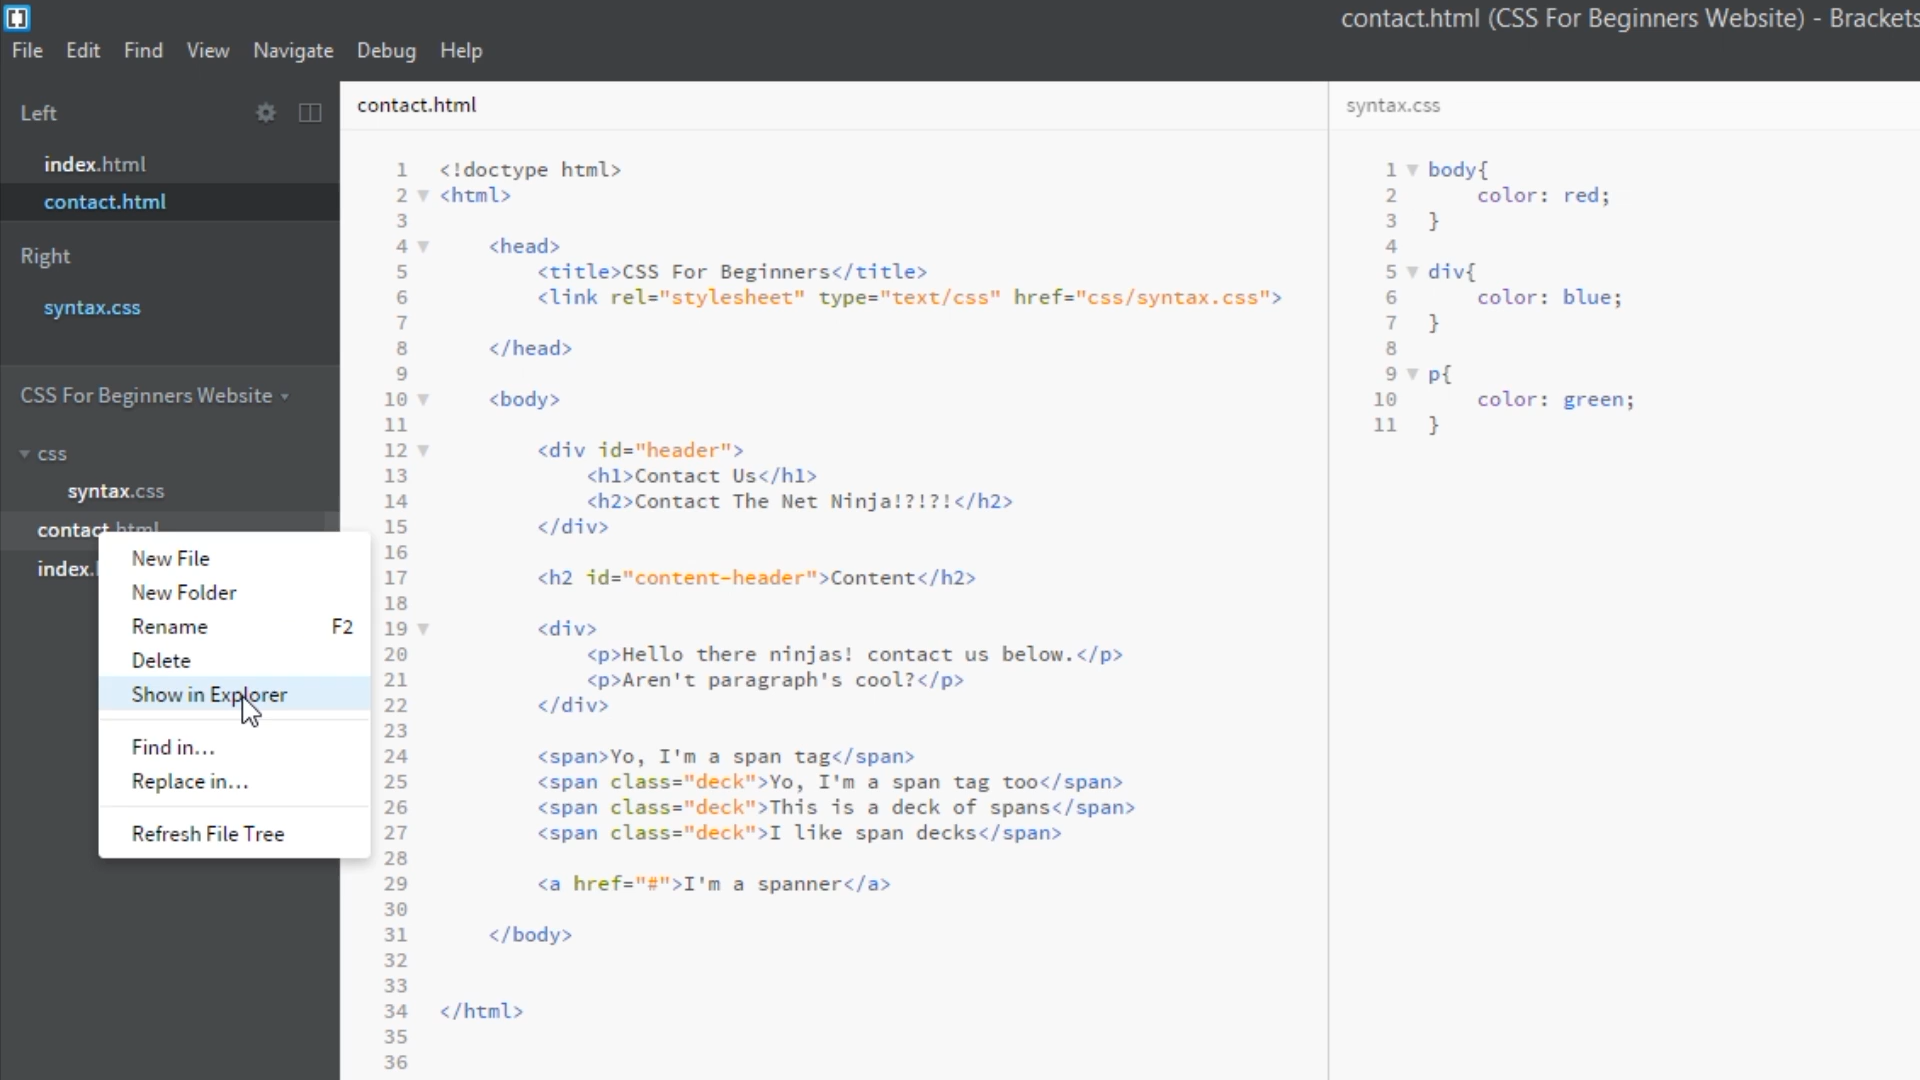 contact.html (CSS For Beginners Website) - Brackets
File Edit Find View Navigate Debug Help
Left
index.html
contact.html
Right
syntax.css
CSS For Beginners Website
css
syntax.css
contact.html
index.
New File
New Folder
Rename F2
Delete
Show in Explorer
Find in...
Replace in...
Refresh File Tree
contact.html
1 <!doctype html>
2 <html>
3
4 <head>
5 <title>CSS For Beginners</title>
6 <link rel="stylesheet" type="text/css" href="css/syntax.css">
7
8 </head>
9
10 <body>
11
12 <div id="header">
13 <h1>Contact Us</h1>
14 <h2>Contact The Net Ninja!?!?!</h2>
15 </div>
16
17 <h2 id="content-header">Content</h2>
18
19 <div>
20 <p>Hello there ninjas! contact us below.</p>
21 <p>Aren't paragraph's cool?</p>
22 </div>
23
24 <span>Yo, I'm a span tag</span>
25 <span class="deck">Yo, I'm a span tag too</span>
26 <span class="deck">This is a deck of spans</span>
27 <span class="deck">I like span decks</span>
28
29 <a href="#">I'm a spanner</a>
30
31 </body>
32
33
34 </html>
35
36
syntax.css
1 body{
2 color: red;
3 }
4
5 div{
6 color: blue;
7 }
8
9 p{
10 color: green;
11 }